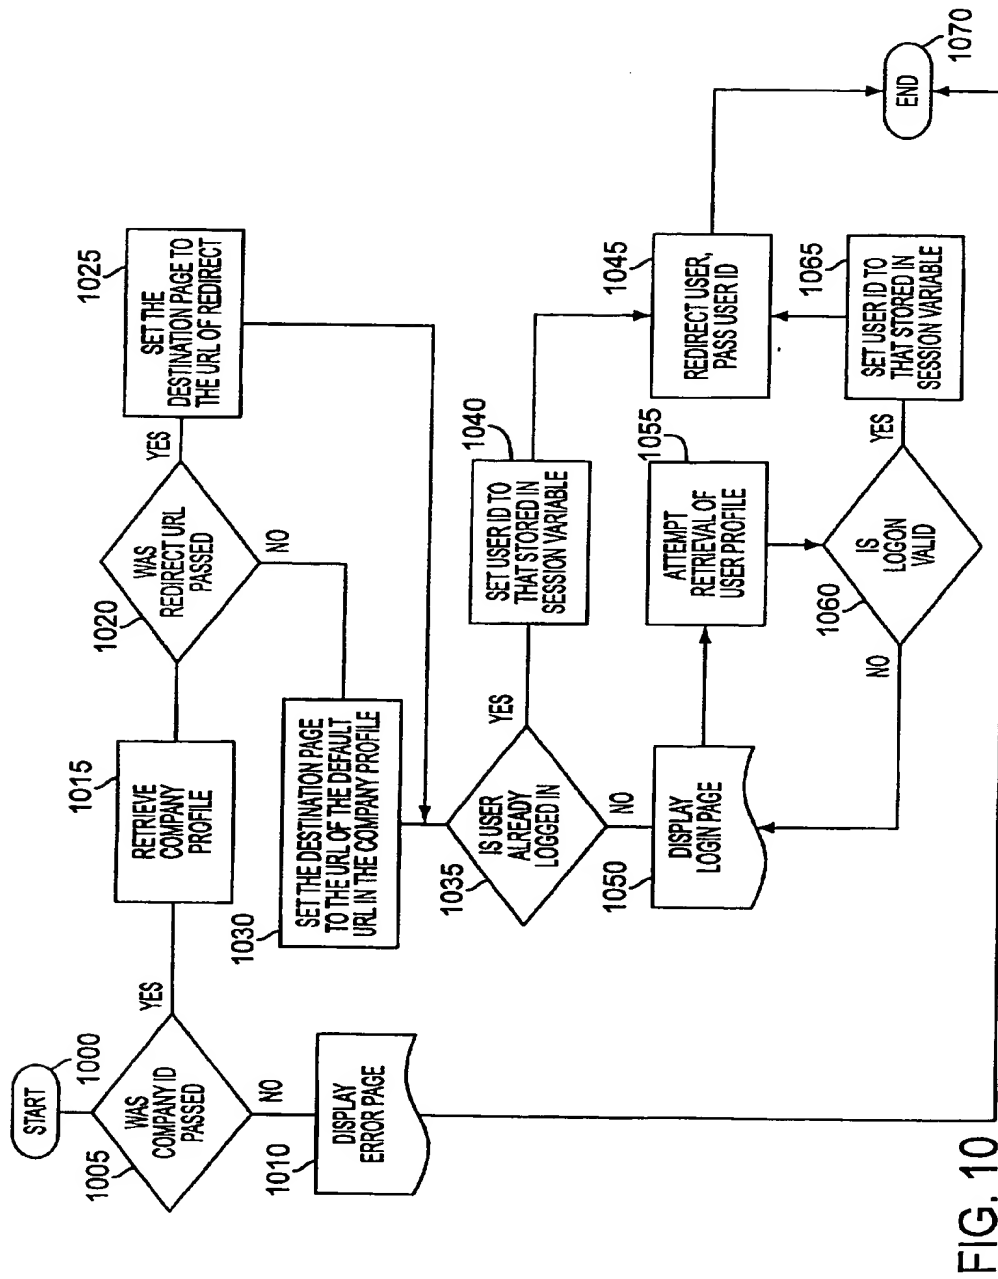 START
1000
WAS
COMPANY ID
PASSED
1005
YES
NO
DISPLAY
ERROR PAGE
1010
RETRIEVE
COMPANY
PROFILE
1015
WAS
REDIRECT URL
PASSED
1020
YES
NO
SET THE
DESTINATION PAGE TO
THE URL OF REDIRECT
1025
SET THE DESTINATION PAGE
TO THE URL OF THE DEFAULT
URL IN THE COMPANY PROFILE
1030
IS USER
ALREADY
LOGGED IN
1035
YES
NO
SET USER ID TO
THAT STORED IN
SESSION VARIABLE
1040
REDIRECT USER,
PASS USER ID
1045
DISPLAY
LOGIN PAGE
1050
ATTEMPT
RETRIEVAL OF
USER PROFILE
1055
IS
LOGON
VALID
1060
YES
NO
SET USER ID TO
THAT STORED IN
SESSION VARIABLE
1065
END
1070
FIG. 10